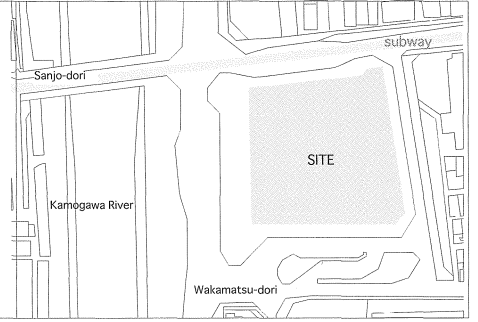 subway
Sanjo-dori
SITE
Kamogawa River
Wakamatsu-dori